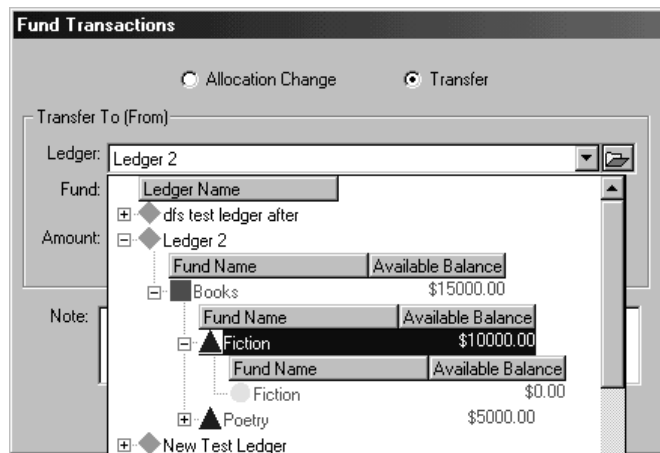 Fund Transactions
Allocation Change Transfer
Transfer To (From)
Ledger: Ledger 2
Fund: Ledger Name
dfs test ledger after
Amount: Ledger 2
Fund Name Available Balance
Books $15000.00
Note: Fund Name Available Balance
Fiction $10000.00
Fund Name Available Balance
Fiction $0.00
Poetry $5000.00
New Test Ledger